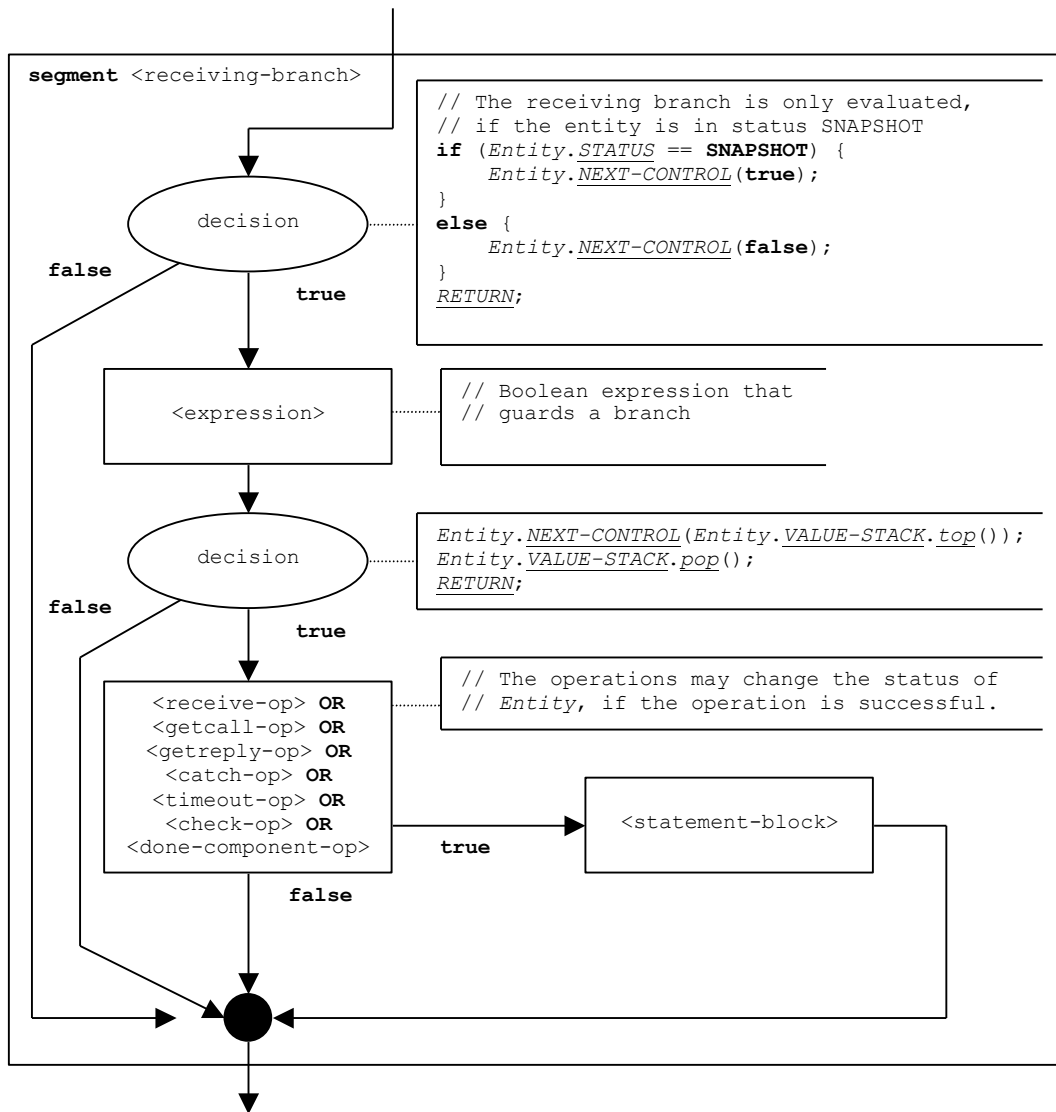 segment <receiving-branch>
// The receiving branch is only evaluated,
// if the entity is in status SNAPSHOT
if (Entity.STATUS == SNAPSHOT) {
    Entity.NEXT-CONTROL(true);
}
else {
    Entity.NEXT-CONTROL(false);
}
RETURN;
decision
false
true
<expression>
// Boolean expression that
// guards a branch
decision
Entity.NEXT-CONTROL(Entity.VALUE-STACK.top());
Entity.VALUE-STACK.pop();
RETURN;
false
true
// The operations may change the status of
// Entity, if the operation is successful.
<receive-op> OR
<getcall-op> OR
<getreply-op> OR
<catch-op> OR
<timeout-op> OR
<check-op> OR
<done-component-op>
true
<statement-block>
false